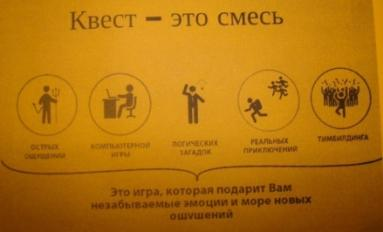 Квест – это смесь
ОСТРЫХ ОЩУЩЕНИЙ
КОМПЬЮТЕРНОЙ ИГРЫ
ЛОГИЧЕСКИХ ЗАГАДОК
РЕАЛЬНЫХ ПРИКЛЮЧЕНИЙ
ТИМБИЛДИНГА
Это игра, которая подарит Вам
незабываемые эмоции и море новых
ощущений